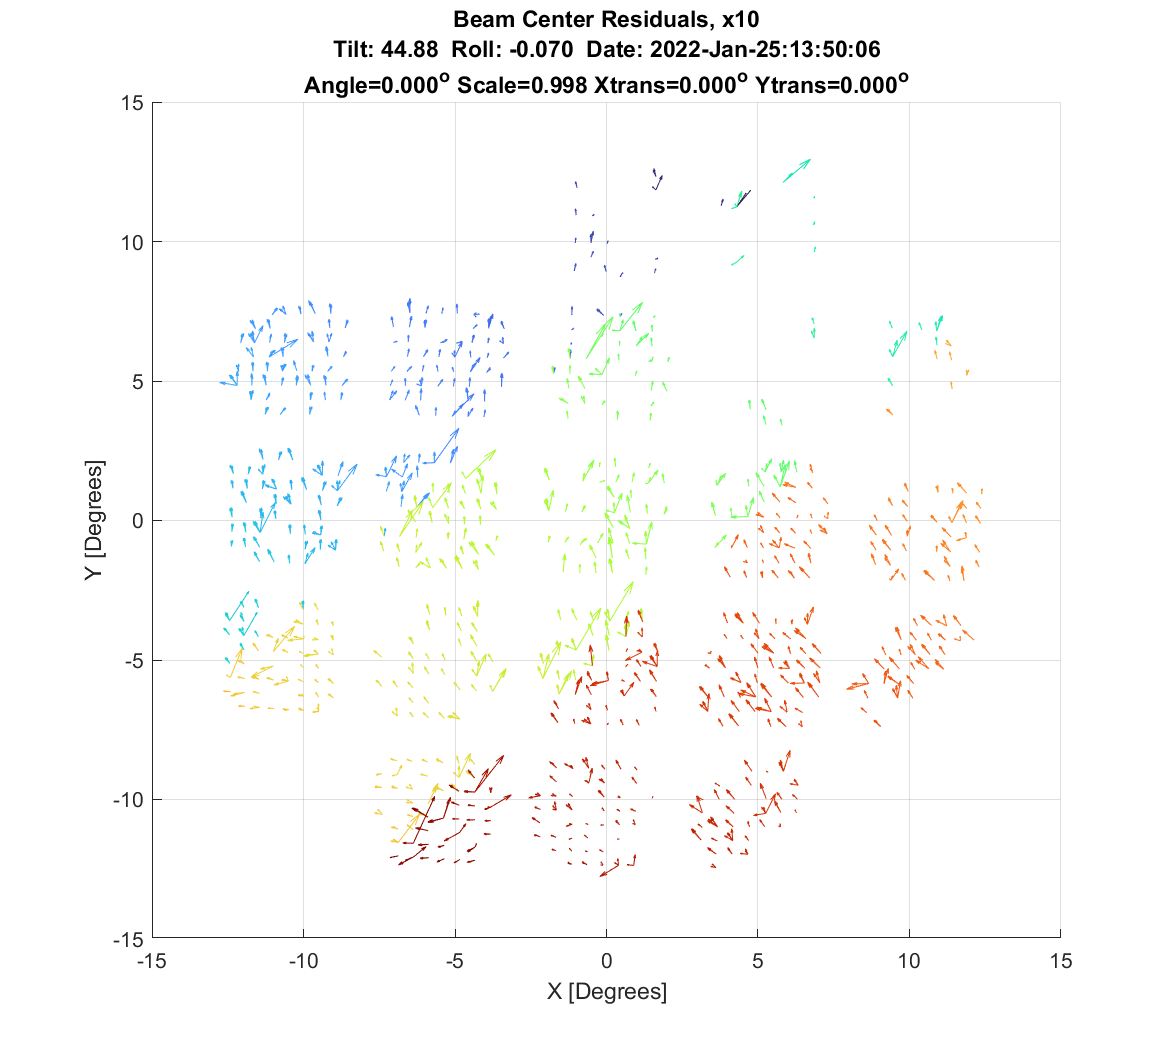 Beam Center Residuals, x10
Tilt: 44.88 Roll: -0.070 Date: 2022-Jan-25:13:50:06
Angle=0.000° Scale=0.998 Xtrans=0.000° Ytrans=0.000°
15
10
5
0
-5
-10
-15
Y [Degrees]
-15 -10 -5 0 5 10 15
X [Degrees]